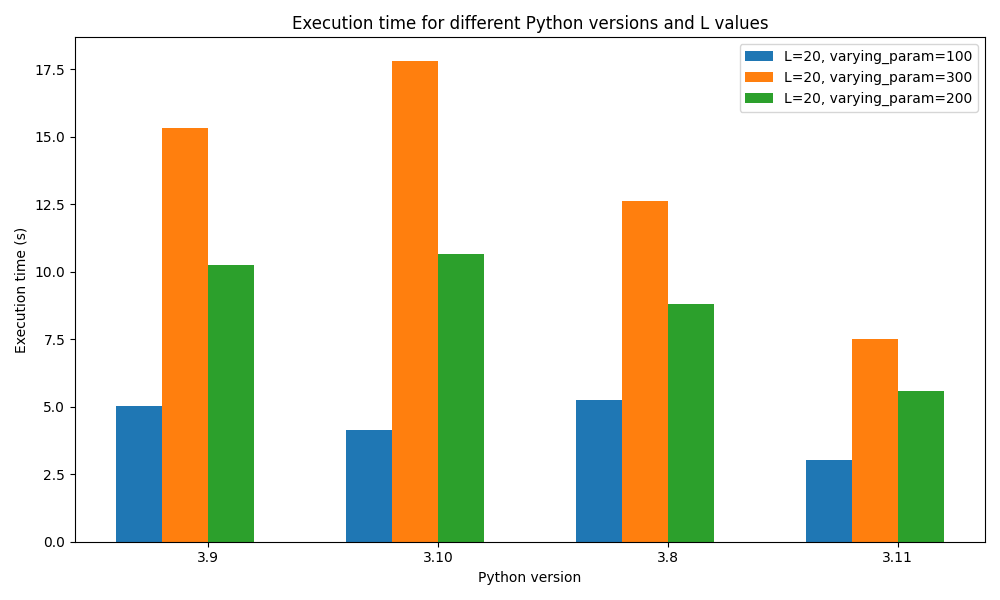 Execution time for different Python versions and L values
L=20, varying_param=100
L=20, varying_param=300
L=20, varying_param=200
Execution time (s)
17.5
15.0
12.5
10.0
7.5
5.0
2.5
0.0
3.9 3.10 3.8 3.11
Python version